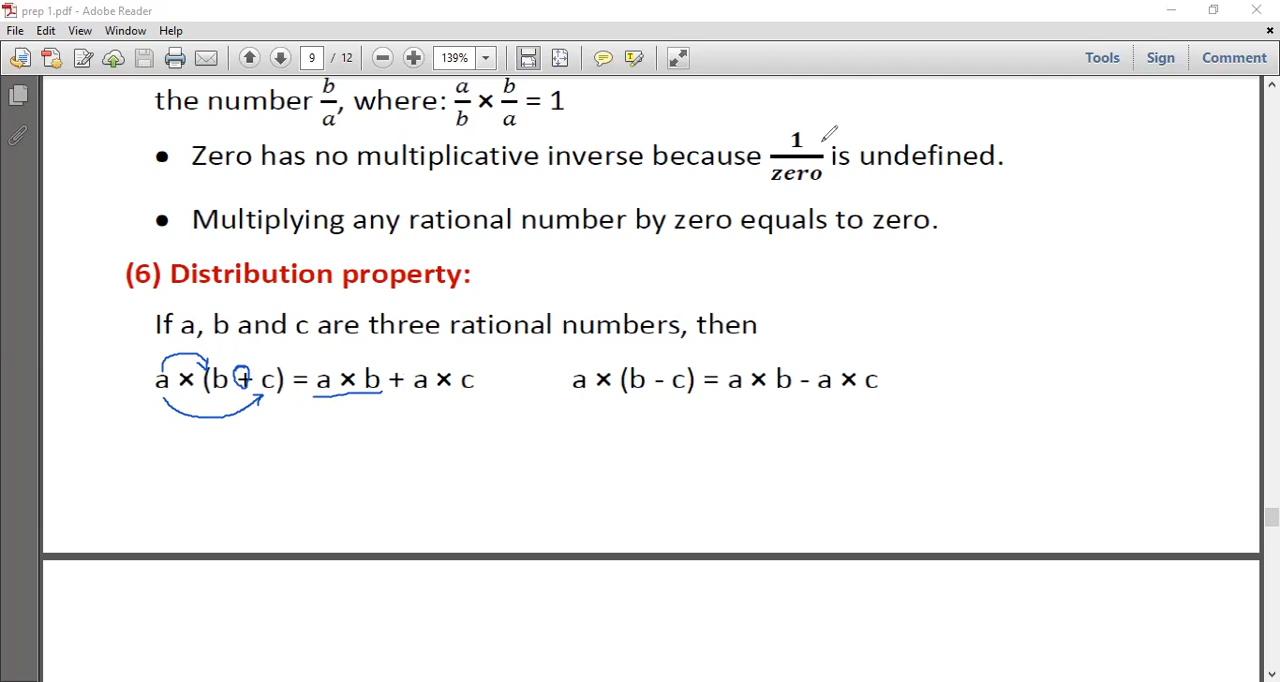 prep 1.pdf - Adobe Reader
File Edit View Window Help
9 / 12 139% Tools Sign Comment
the number b/a, where: a/b × b/a = 1
• Zero has no multiplicative inverse because 1/zero is undefined.
• Multiplying any rational number by zero equals to zero.
(6) Distribution property:
If a, b and c are three rational numbers, then
a × (b + c) = a × b + a × c a × (b - c) = a × b - a × c